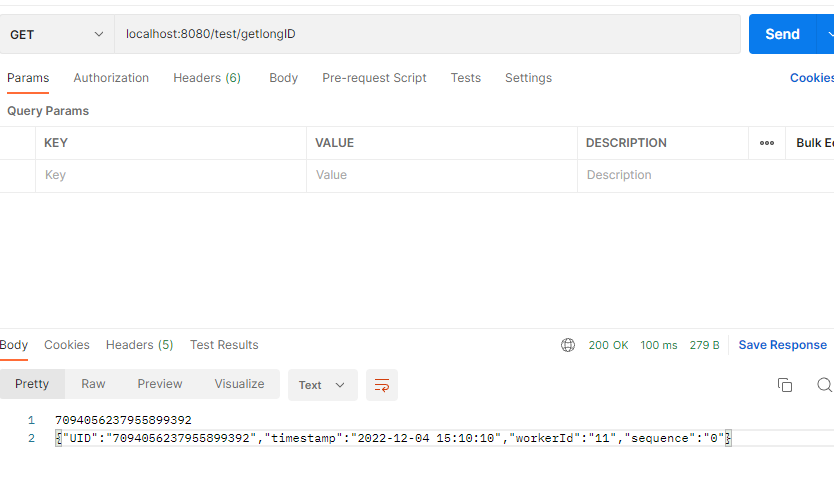 GET localhost:8080/test/getlongID Send
Params Authorization Headers (6) Body Pre-request Script Tests Settings Cookies
Query Params
KEY VALUE DESCRIPTION ooo Bulk Ec
Key Value Description
Body Cookies Headers (5) Test Results 200 OK 100 ms 279 B Save Response
Pretty Raw Preview Visualize Text
1 7094056237955899392
2 {"UID":"7094056237955899392","timestamp":"2022-12-04 15:10:10","workerId":"11","sequence":"0"}